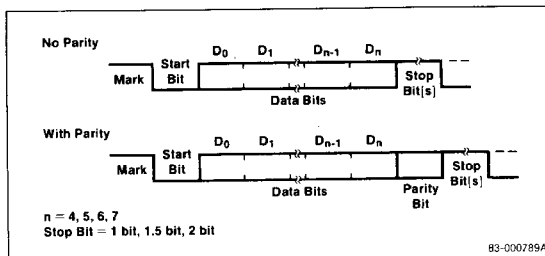 No Parity
Mark
Start
Bit
D0 D1 Dn-1 Dn
Data Bits
Stop
Bit[s]
With Parity
Mark
Start
Bit
D0 D1 Dn-1 Dn
Data Bits
Parity
Bit
Stop
Bit[s]
n = 4, 5, 6, 7
Stop Bit = 1 bit, 1.5 bit, 2 bit
83-000789A